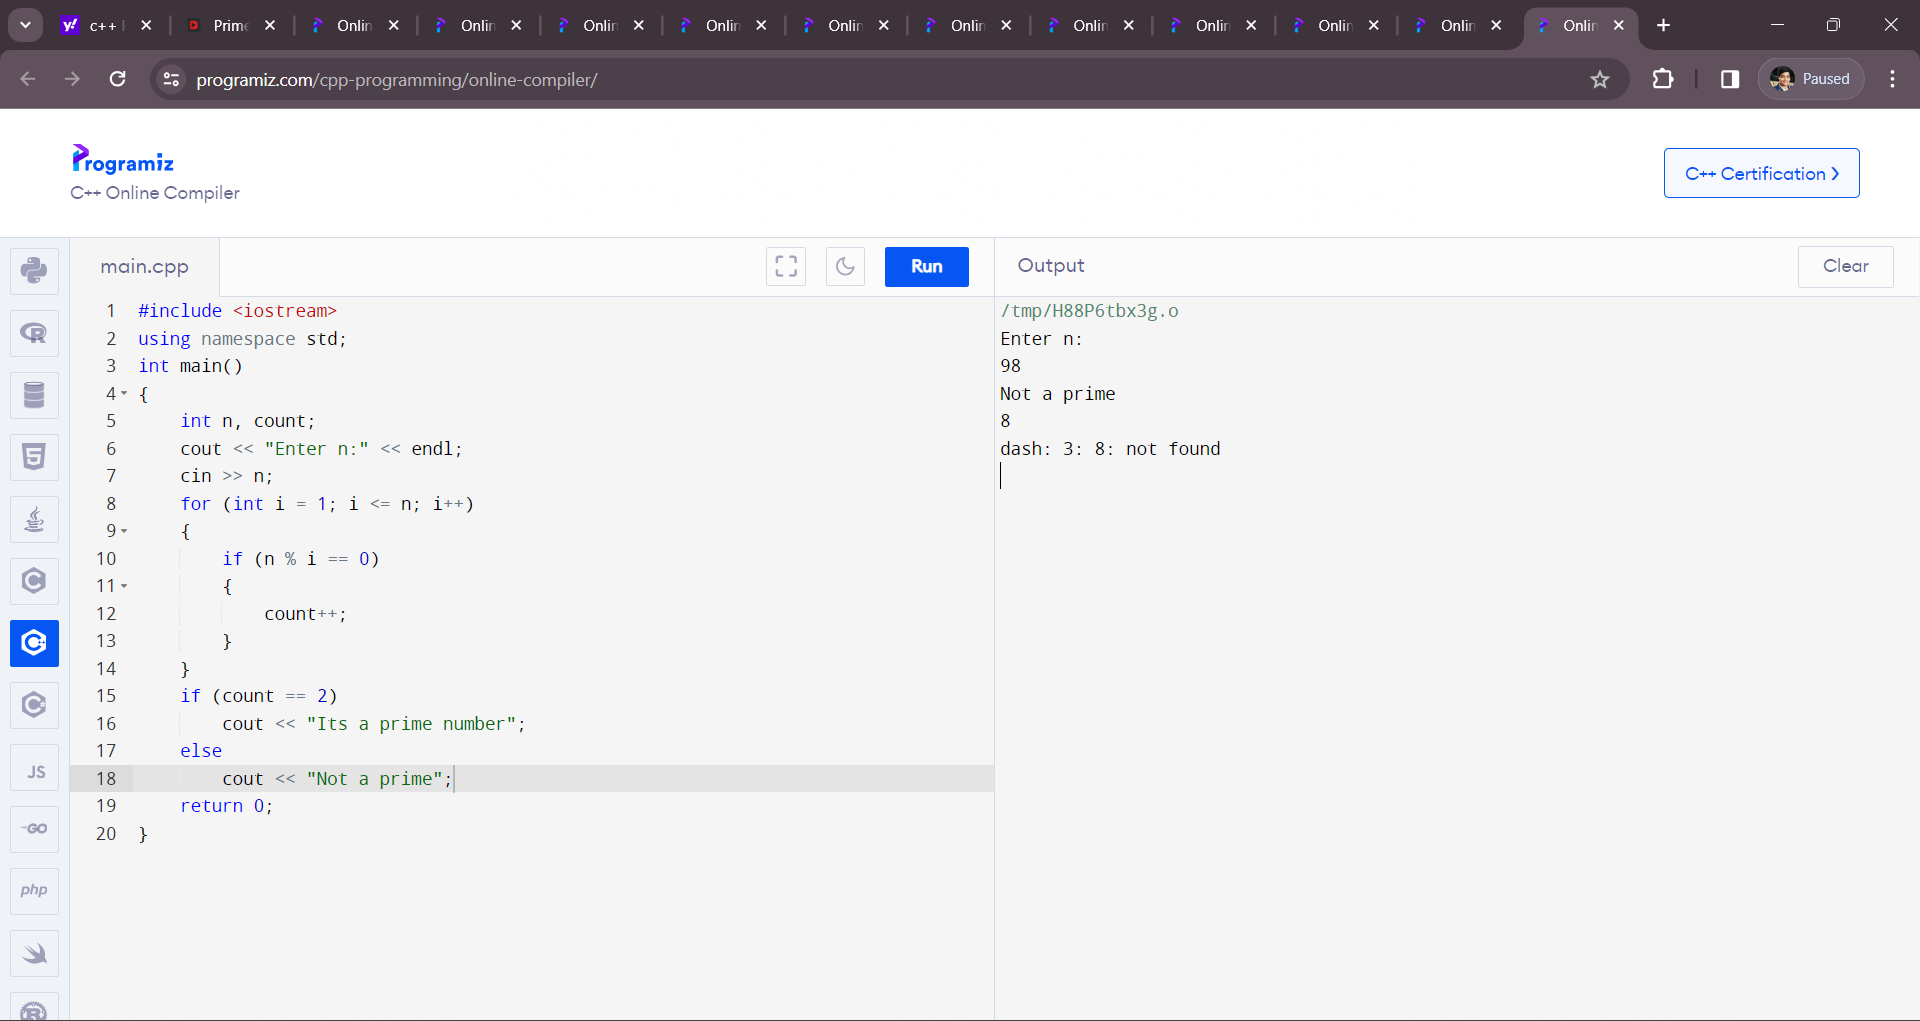 c++
Prime
Onlin
Onlin
Onlin
Onlin
Onlin
Onlin
Onlin
Onlin
Onlin
Onlin
Onlin
programiz.com/cpp-programming/online-compiler/
Paused
Programiz
C++ Online Compiler
C++ Certification
main.cpp
Run
Output
Clear
1 #include <iostream>
2 using namespace std;
3 int main()
4 {
5 int n, count;
6 cout << "Enter n:" << endl;
7 cin >> n;
8 for (int i = 1; i <= n; i++)
9 {
10 if (n % i == 0)
11 {
12 count++;
13 }
14 }
15 if (count == 2)
16 cout << "Its a prime number";
17 else
18 cout << "Not a prime";
19 return 0;
20 }
/tmp/H88P6tbx3g.o
Enter n:
98
Not a prime
8
dash: 3: 8: not found
R
5
C
C++
C
JS
GO
php
R